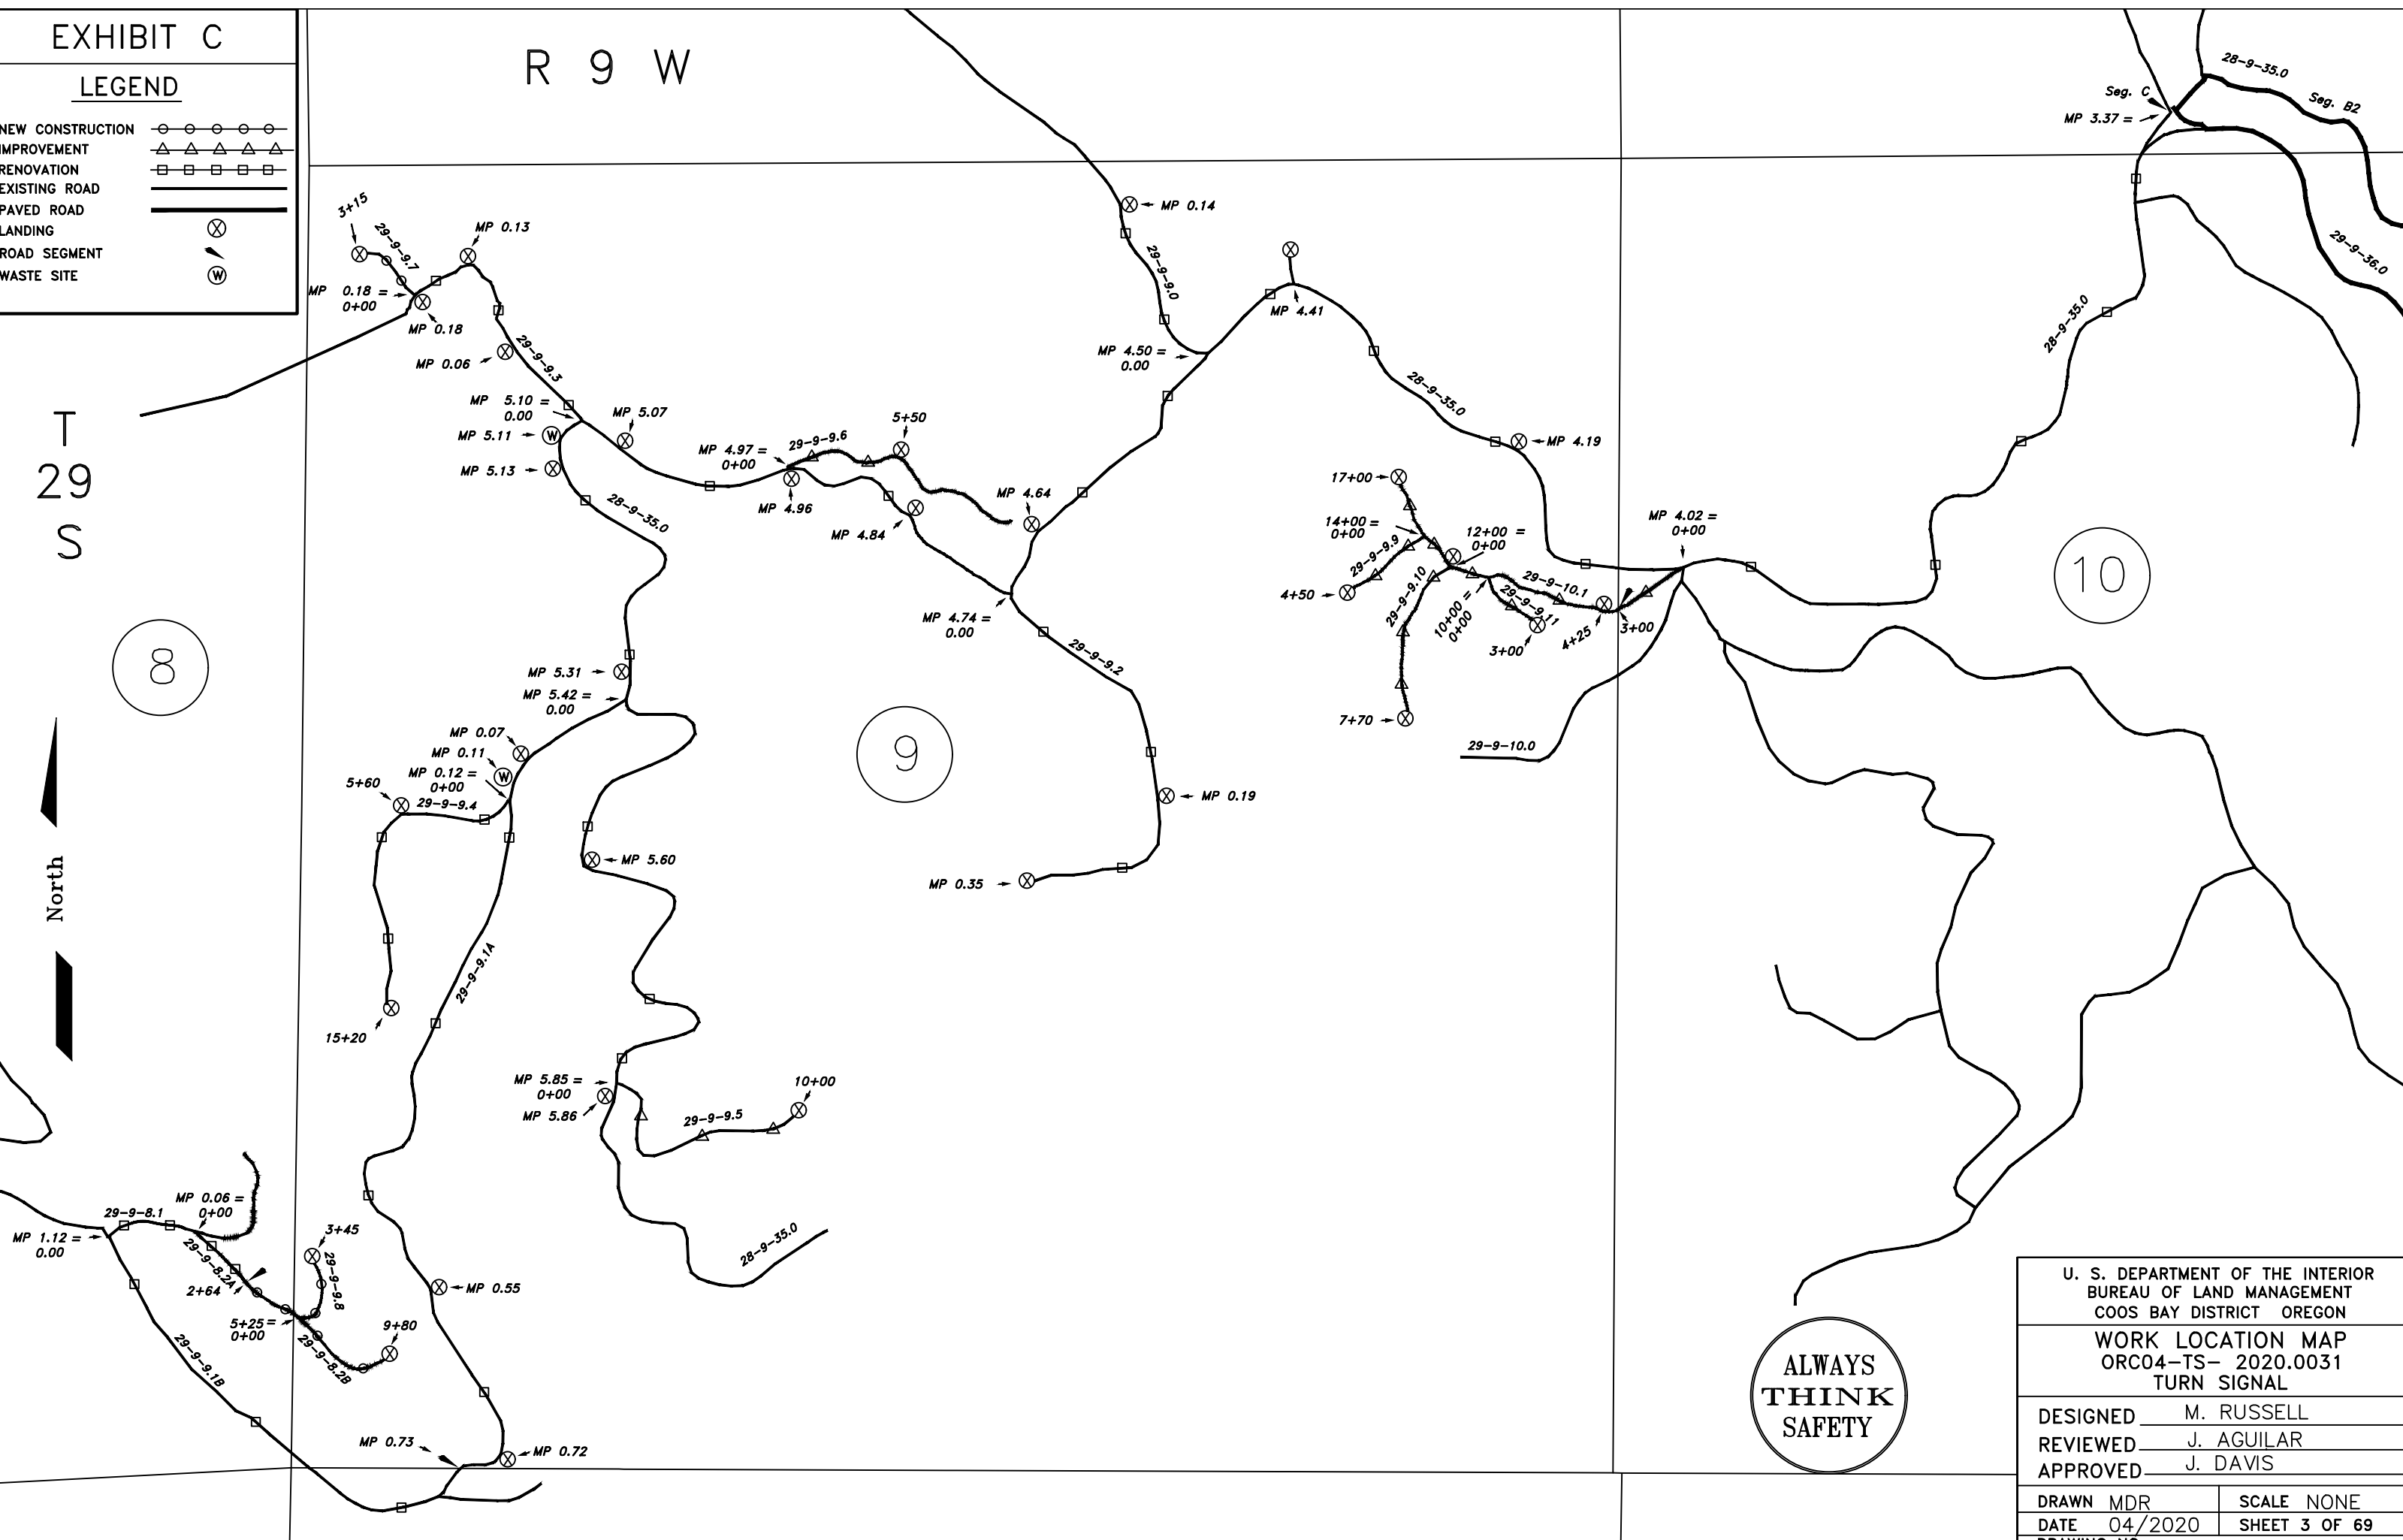 EXHIBIT C
LEGEND
NEW CONSTRUCTION
IMPROVEMENT
RENOVATION
EXISTING ROAD
PAVED ROAD
LANDING
ROAD SEGMENT
WASTE SITE
W
R 9 W
T
29
S
8
9
10
North
3+15
29-9-9.7
MP 0.13
MP 0.18 =
0+00
MP 0.18
MP 0.06
29-9-9.3
MP 5.10 =
0.00
MP 5.11
W
MP 5.13
MP 5.07
28-9-35.0
MP 4.97 =
0+00
29-9-9.6
5+50
MP 4.96
MP 4.84
MP 4.64
MP 4.74 =
0.00
29-9-9.2
MP 0.19
MP 0.35
MP 0.14
29-9-9.0
MP 4.50 =
0.00
MP 4.41
28-9-35.0
MP 4.19
17+00
14+00 =
0+00
12+00 =
0+00
29-9-9.9
4+50
29-9-9.10
7+70
10+00 =
0+00
29-9-9.11
3+00
29-9-10.1
4+25
3+00
MP 4.02 =
0+00
29-9-10.0
28-9-35.0
Seg. C
MP 3.37 =
28-9-35.0
Seg. B2
29-9-36.0
MP 5.31
MP 5.42 =
0.00
MP 0.07
MP 0.11
W
MP 0.12 =
0+00
5+60
29-9-9.4
15+20
29-9-9.1A
MP 5.60
MP 5.85 =
0+00
MP 5.86
29-9-9.5
10+00
28-9-35.0
MP 0.06 =
0+00
29-9-8.1
MP 1.12 =
0.00
29-9-8.2A
2+64
3+45
29-9-9.8
5+25 =
0+00
29-9-8.2B
9+80
29-9-9.1B
MP 0.55
MP 0.73
MP 0.72
ALWAYS
THINK
SAFETY
U. S. DEPARTMENT OF THE INTERIOR
BUREAU OF LAND MANAGEMENT
COOS BAY DISTRICT OREGON
WORK LOCATION MAP
ORC04-TS- 2020.0031
TURN SIGNAL
DESIGNED M. RUSSELL
REVIEWED J. AGUILAR
APPROVED J. DAVIS
DRAWN MDR
SCALE NONE
DATE 04/2020
SHEET 3 OF 69